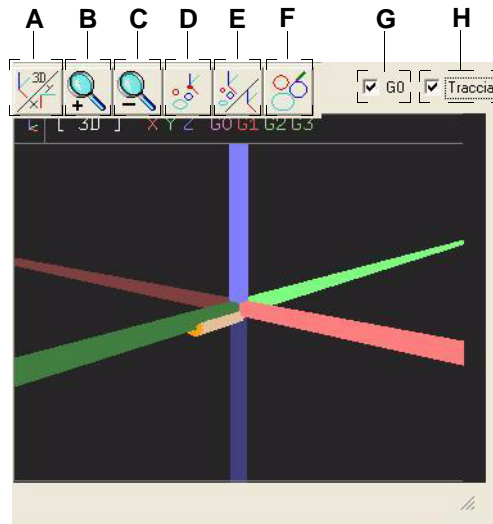 A B C D E F G H
3D + - G0 Traccia
[ 3D ] X Y Z G0 G1 G2 G3